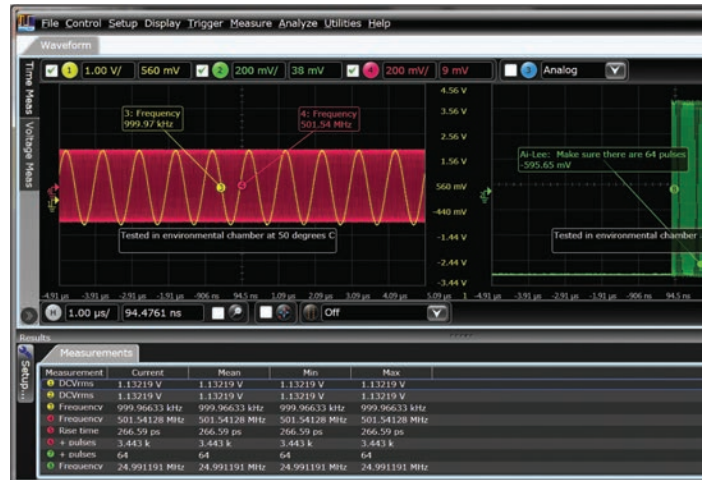 File Control Setup Display Trigger Measure Analyze Utilities Help
Waveform
1 1.00 V/ 560 mV 2 200 mV/ 38 mV 4 200 mV/ 9 mV 3 Analog
Time Meas
Voltage Meas
4.56 V
3.56 V
2.56 V
1.56 V
560 mV
-440 mV
-1.44 V
-2.44 V
-3.44 V
3: Frequency
999.97 kHz
4: Frequency
501.54 MHz
Tested in environmental chamber at 50 degrees C
Ai-Lee: Make sure there are 64 pulses
-595.65 mV
Tested in environmental chamber
-4.91 µs -3.91 µs -2.91 µs -1.91 µs -906 ns 94.5 ns 1.09 µs 2.09 µs 3.09 µs 4.09 µs 5.09 µs 1 -4.91 µs -3.91 µs -2.91 µs -1.91 µs -906 ns 94.5 ns
H 1.00 µs/ 94.4761 ns Off
Results
Setup...
Measurements
Measurement Current Mean Min Max
DCVrms 1.13219 V 1.13219 V 1.13219 V 1.13219 V
DCVrms 1.13219 V 1.13219 V 1.13219 V 1.13219 V
Frequency 999.96633 kHz 999.96633 kHz 999.96633 kHz 999.96633 kHz
Frequency 501.54128 MHz 501.54128 MHz 501.54128 MHz 501.54128 MHz
Rise time 266.59 ps 266.59 ps 266.59 ps 266.59 ps
+ pulses 3.443 k 3.443 k 3.443 k 3.443 k
+ pulses 64 64 64 64
Frequency 24.991191 MHz 24.991191 MHz 24.991191 MHz 24.991191 MHz